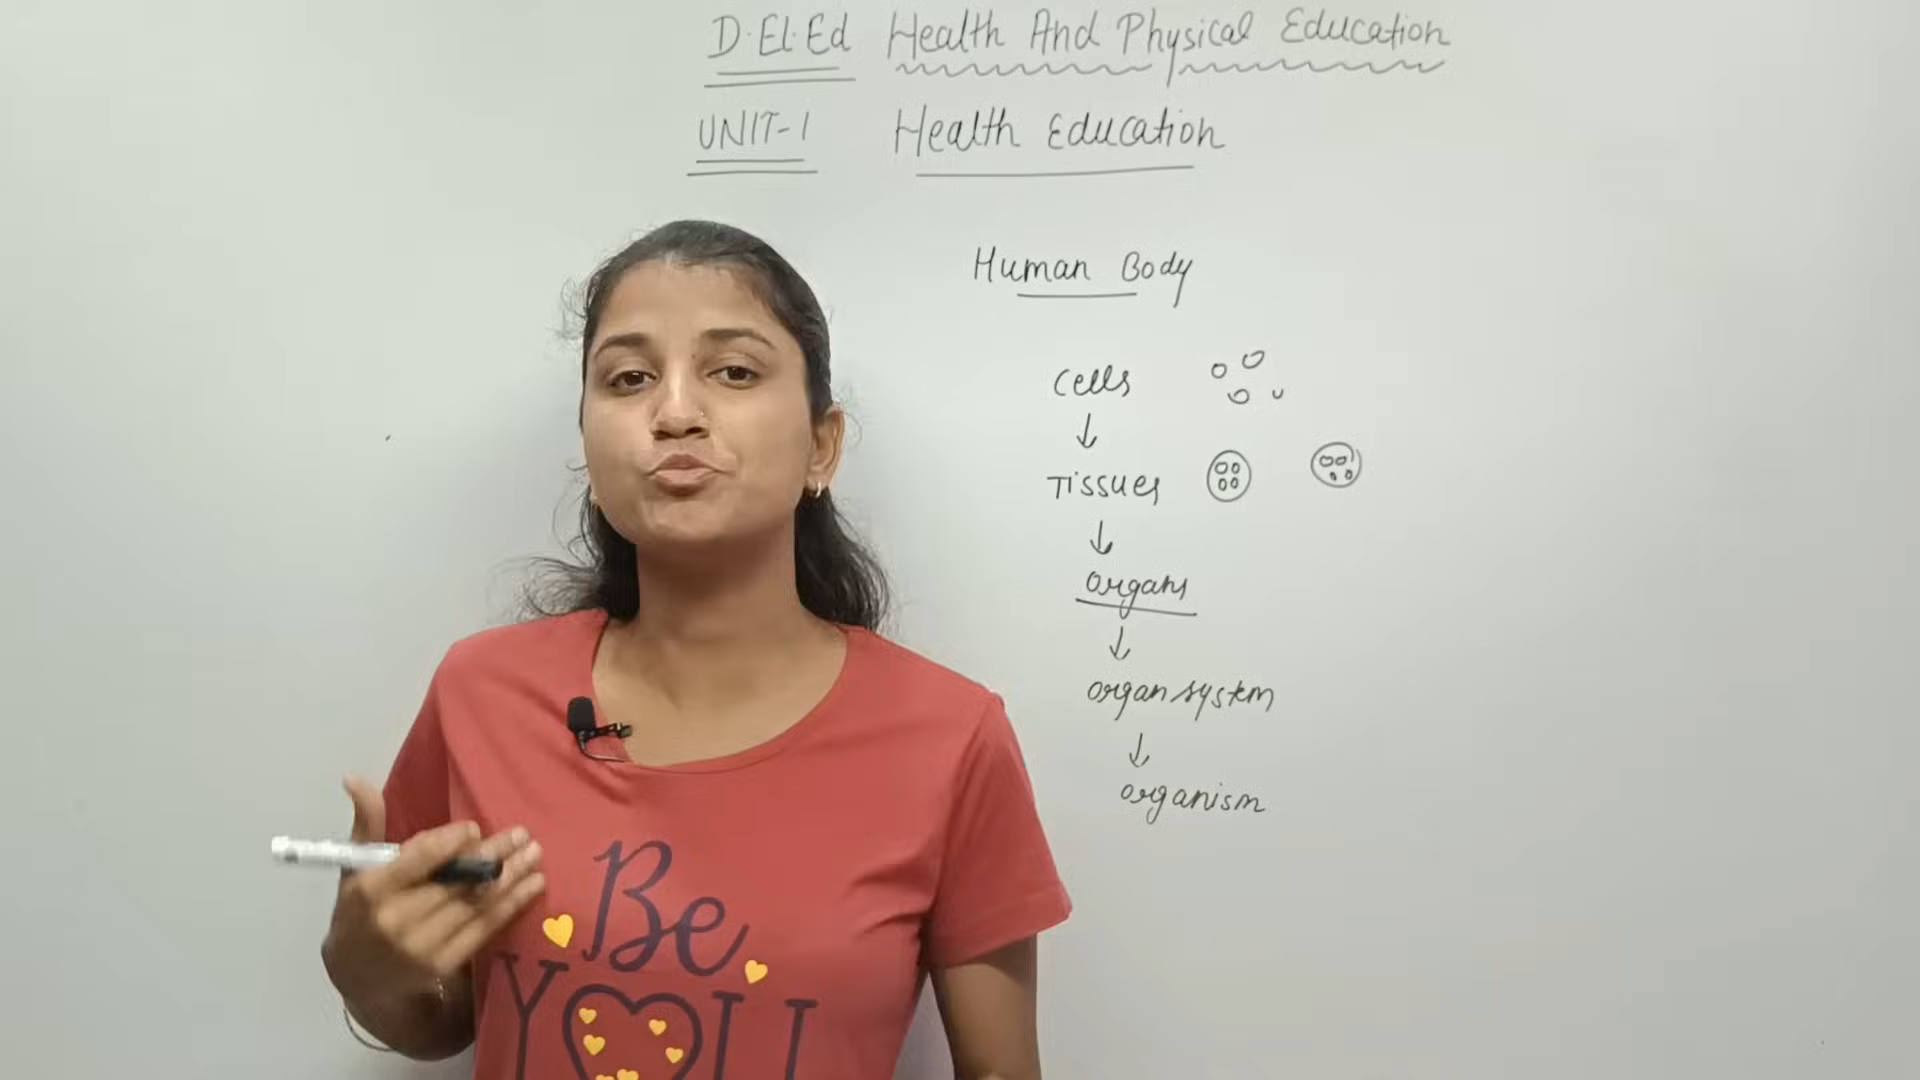 D.El.Ed Health And Physical Education
UNIT-1 Health Education
Human Body
Cells
↓
Tissues
↓
Organs
↓
Organ system
↓
Organism
Be
YOU